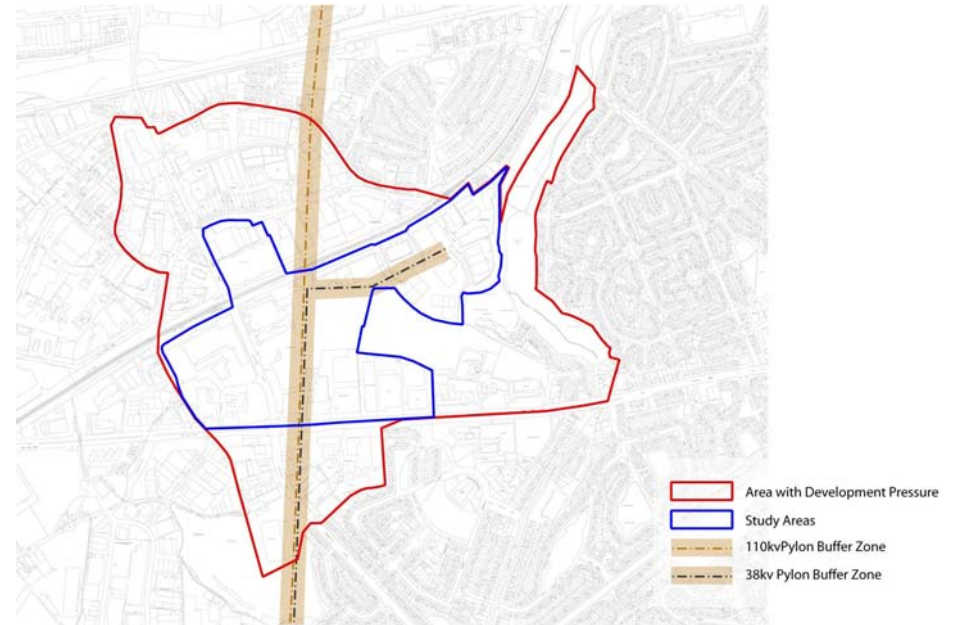 Area with Development Pressure
Study Areas
110kvPylon Buffer Zone
38kv Pylon Buffer Zone